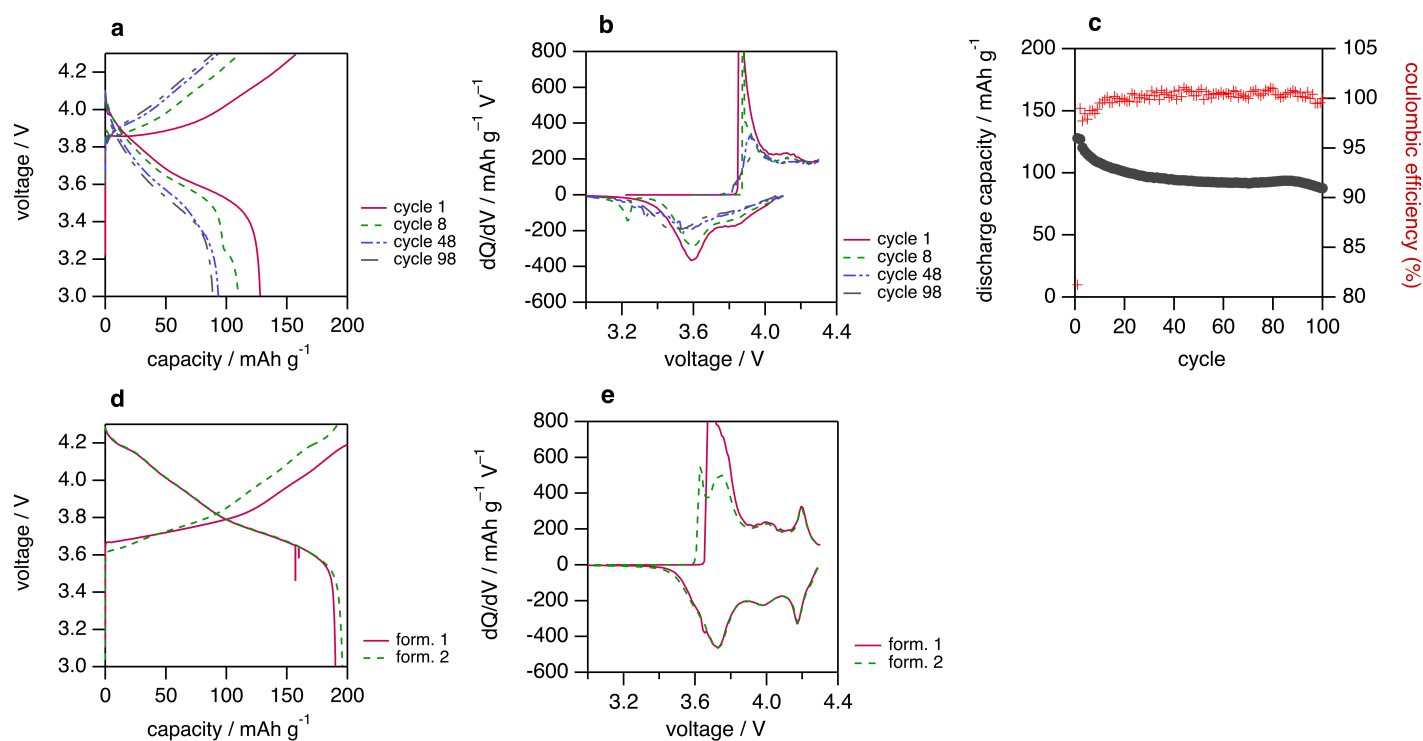 a
voltage / V
4.2
4.0
3.8
3.6
3.4
3.2
3.0
0 50 100 150 200
capacity / mAh g⁻¹
cycle 1
cycle 8
cycle 48
cycle 98
b
dQ/dV / mAh g⁻¹ V⁻¹
800
600
400
200
0
-200
-400
-600
3.2 3.6 4.0 4.4
voltage / V
cycle 1
cycle 8
cycle 48
cycle 98
c
discharge capacity / mAh g⁻¹
200
150
100
50
0
0 20 40 60 80 100
cycle
105
100
95
90
85
80
coulombic efficiency (%)
d
voltage / V
4.2
4.0
3.8
3.6
3.4
3.2
3.0
0 50 100 150 200
capacity / mAh g⁻¹
form. 1
form. 2
e
dQ/dV / mAh g⁻¹ V⁻¹
800
600
400
200
0
-200
-400
-600
3.2 3.6 4.0 4.4
voltage / V
form. 1
form. 2